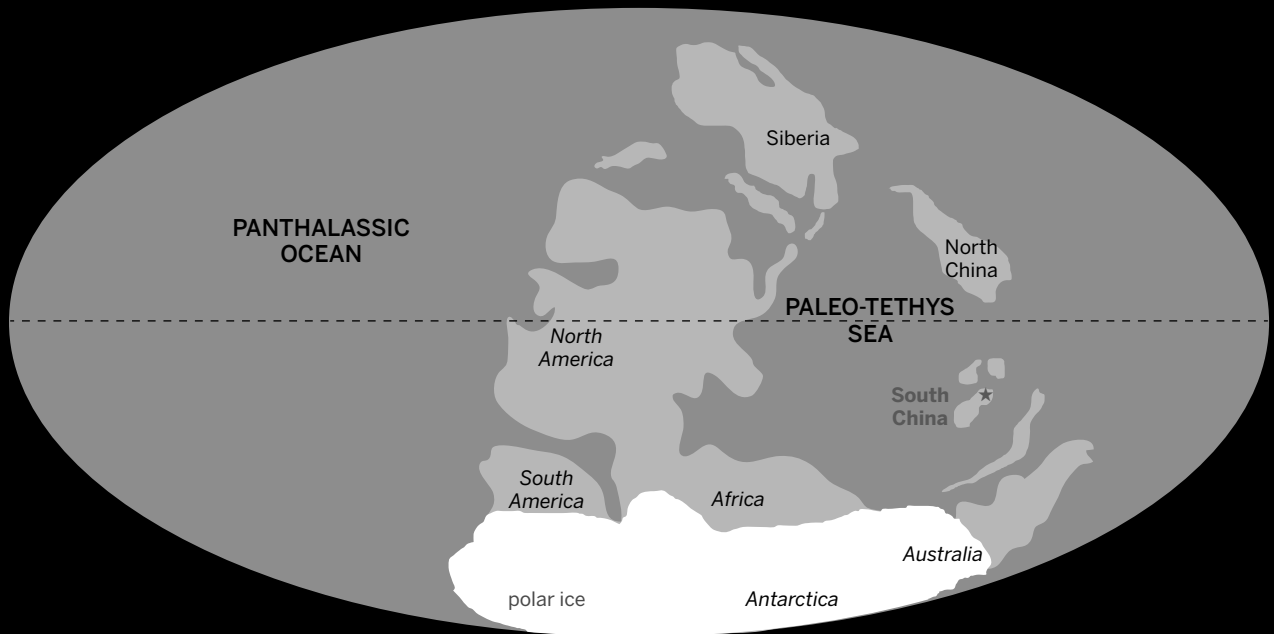 Siberia
PANTHALASSIC
OCEAN
North
China
PALEO-TETHYS
SEA
North
America
South
China
South
America
Africa
Australia
polar ice
Antarctica